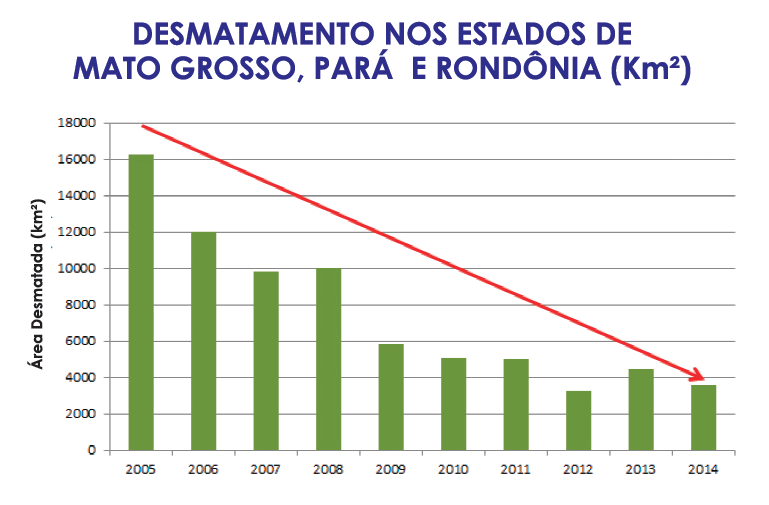 DESMATAMENTO NOS ESTADOS DE
MATO GROSSO, PARÁ E RONDÔNIA (Km²)
Área Desmatada (km²)
18000
16000
14000
12000
10000
8000
6000
4000
2000
0
2005 2006 2007 2008 2009 2010 2011 2012 2013 2014